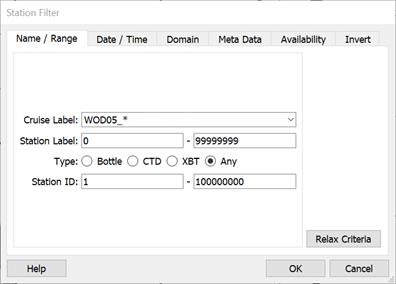 Station Filter
Name / Range Date / Time Domain Meta Data Availability Invert
Cruise Label: WOD05_*
Station Label: 0 - 99999999
Type: Bottle CTD XBT Any
Station ID: 1 - 100000000
Relax Criteria
Help OK Cancel